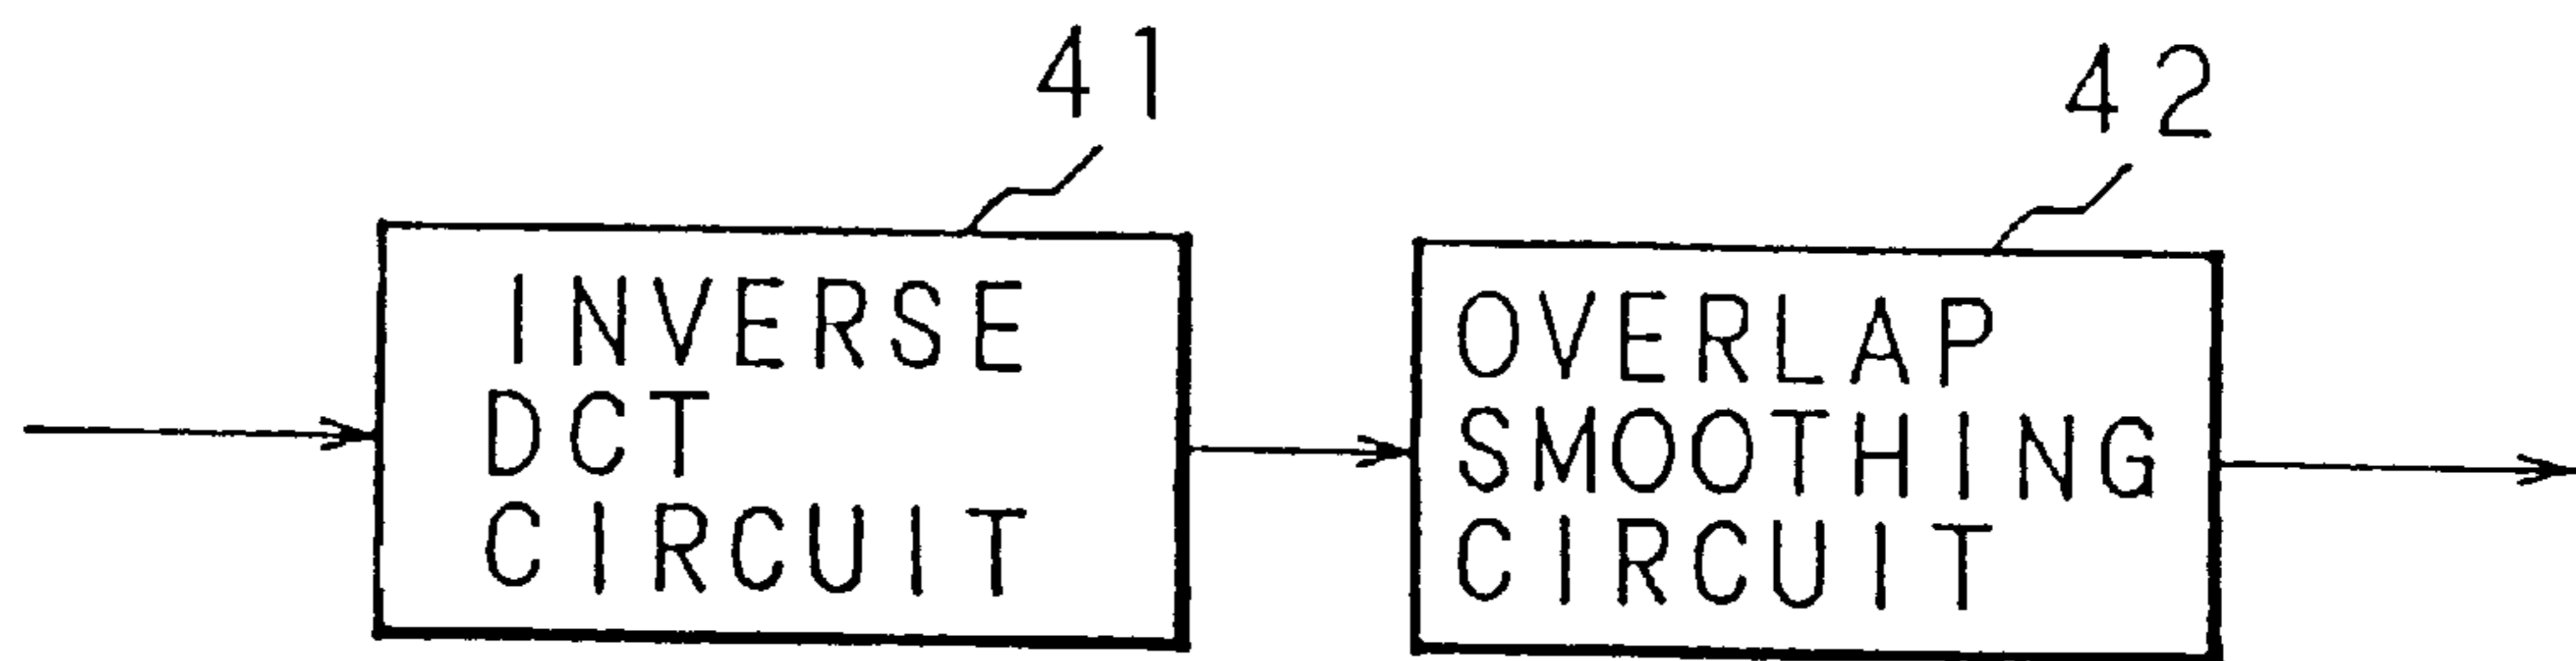 41
42
INVERSE
DCT
CIRCUIT
OVERLAP
SMOOTHING
CIRCUIT